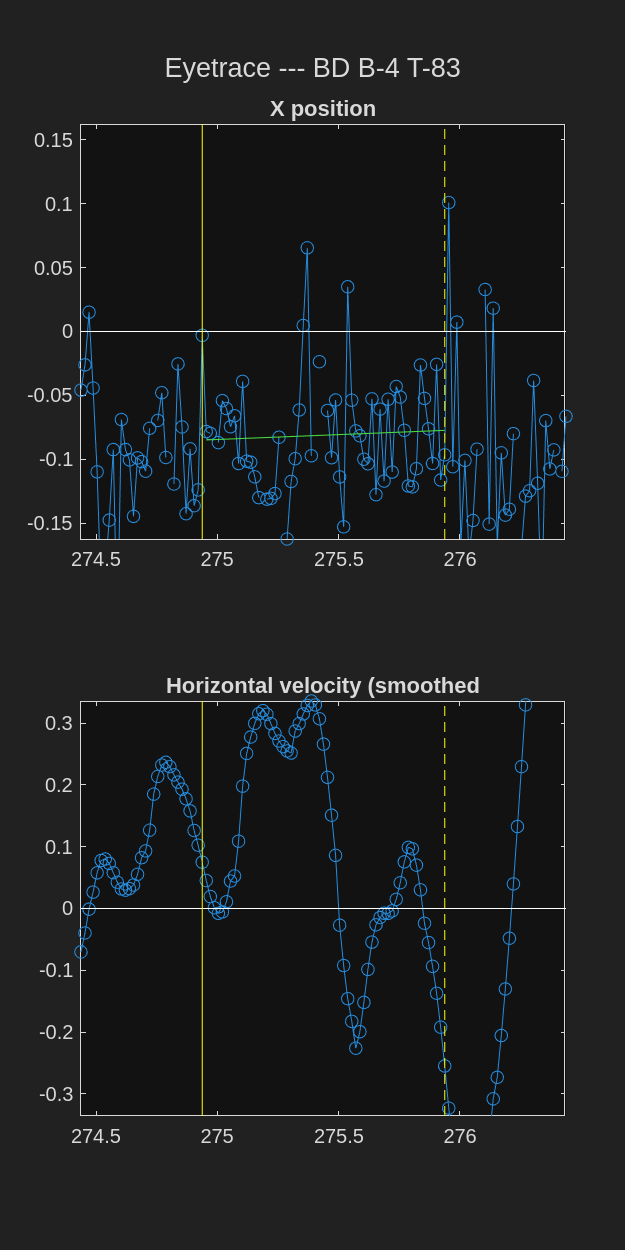 Eyetrace --- BD B-4 T-83
X position
0.15
0.1
0.05
0
-0.05
-0.1
-0.15
274.5 275 275.5 276
Horizontal velocity (smoothed
0.3
0.2
0.1
0
-0.1
-0.2
-0.3
274.5 275 275.5 276